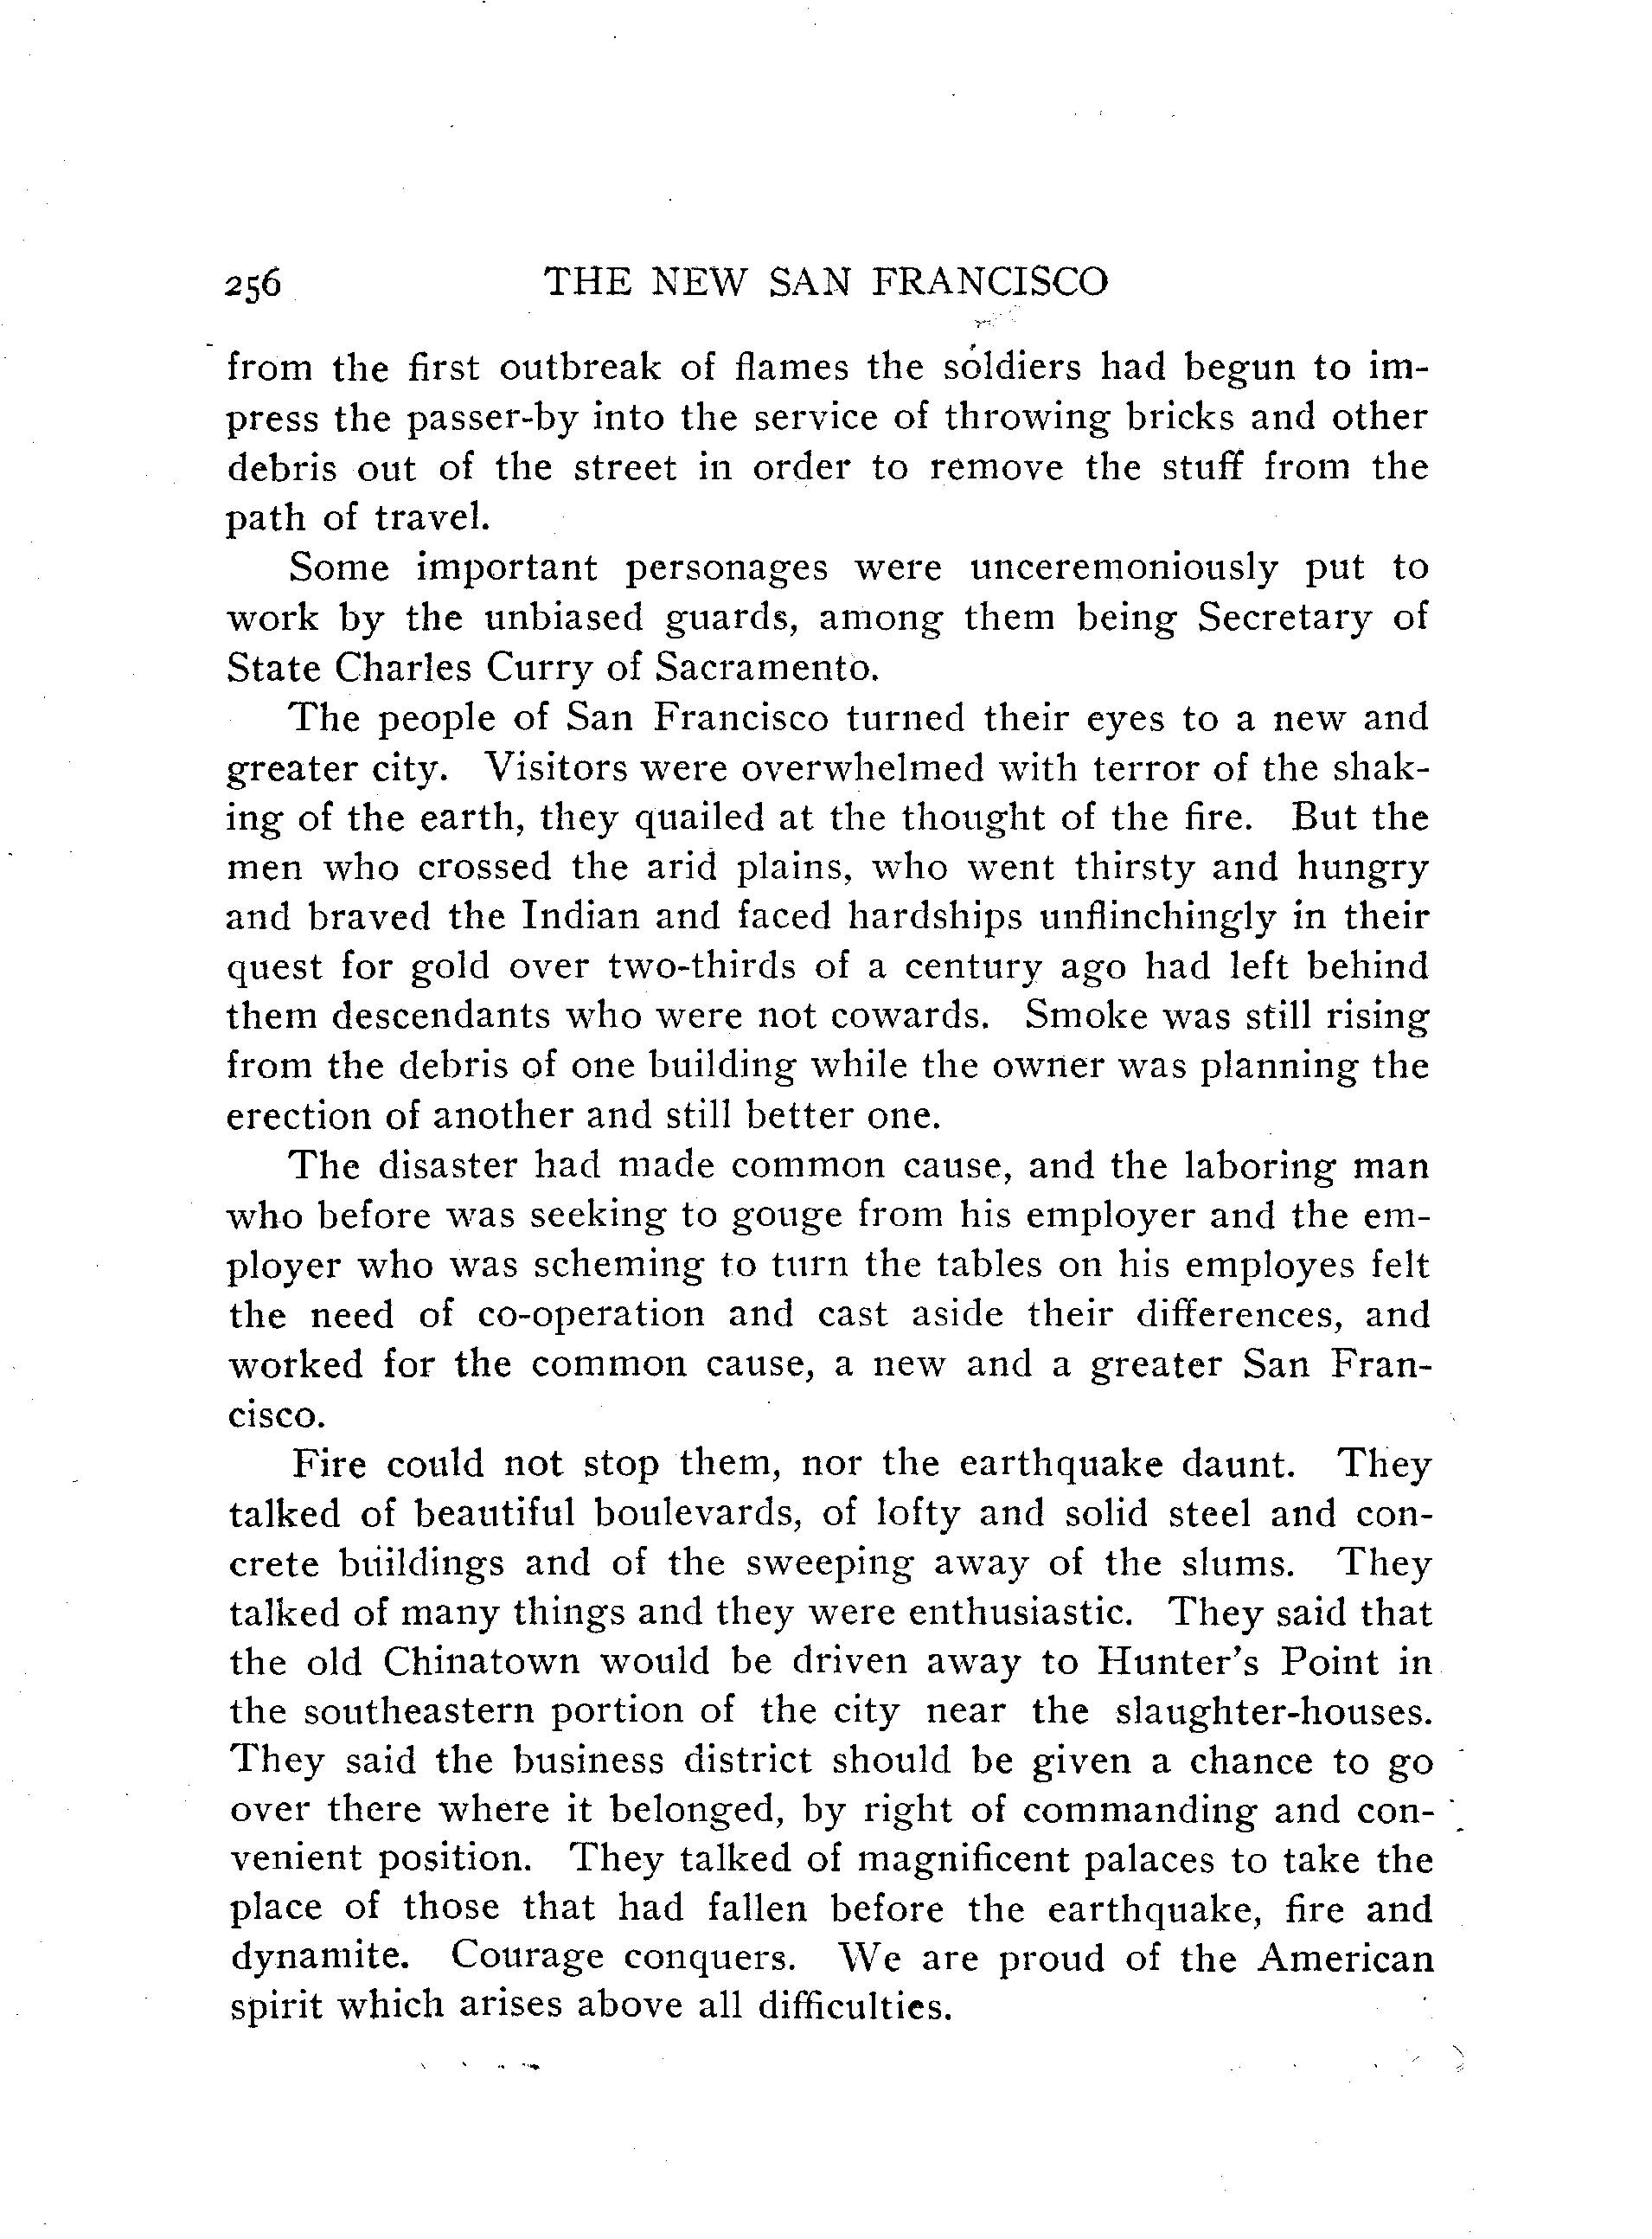 256 THE NEW SAN FRANCISCO
from the first outbreak of flames the soldiers had begun to im-
press the passer-by into the service of throwing bricks and other
debris out of the street in order to remove the stuff from the
path of travel.
Some important personages were unceremoniously put to
work by the unbiased guards, among them being Secretary of
State Charles Curry of Sacramento.
The people of San Francisco turned their eyes to a new and
greater city. Visitors were overwhelmed with terror of the shak-
ing of the earth, they quailed at the thought of the fire. But the
men who crossed the arid plains, who went thirsty and hungry
and braved the Indian and faced hardships unflinchingly in their
quest for gold over two-thirds of a century ago had left behind
them descendants who were not cowards. Smoke was still rising
from the debris of one building while the owner was planning the
erection of another and still better one.
The disaster had made common cause, and the laboring man
who before was seeking to gouge from his employer and the em-
ployer who was scheming to turn the tables on his employes felt
the need of co-operation and cast aside their differences, and
worked for the common cause, a new and a greater San Fran-
cisco.
Fire could not stop them, nor the earthquake daunt. They
talked of beautiful boulevards, of lofty and solid steel and con-
crete buildings and of the sweeping away of the slums. They
talked of many things and they were enthusiastic. They said that
the old Chinatown would be driven away to Hunter's Point in
the southeastern portion of the city near the slaughter-houses.
They said the business district should be given a chance to go
over there where it belonged, by right of commanding and con-
venient position. They talked of magnificent palaces to take the
place of those that had fallen before the earthquake, fire and
dynamite. Courage conquers. We are proud of the American
spirit which arises above all difficulties.